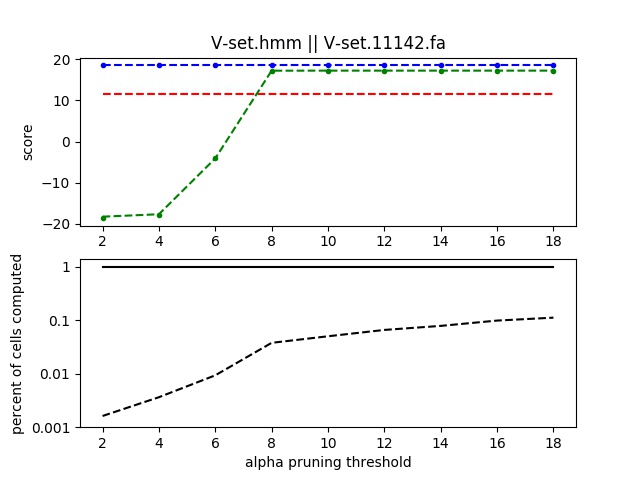 V-set.hmm || V-set.11142.fa
20
10
0
−10
−20
score
2 4 6 8 10 12 14 16 18
1
0.1
0.01
0.001
percent of cells computed
2 4 6 8 10 12 14 16 18
alpha pruning threshold